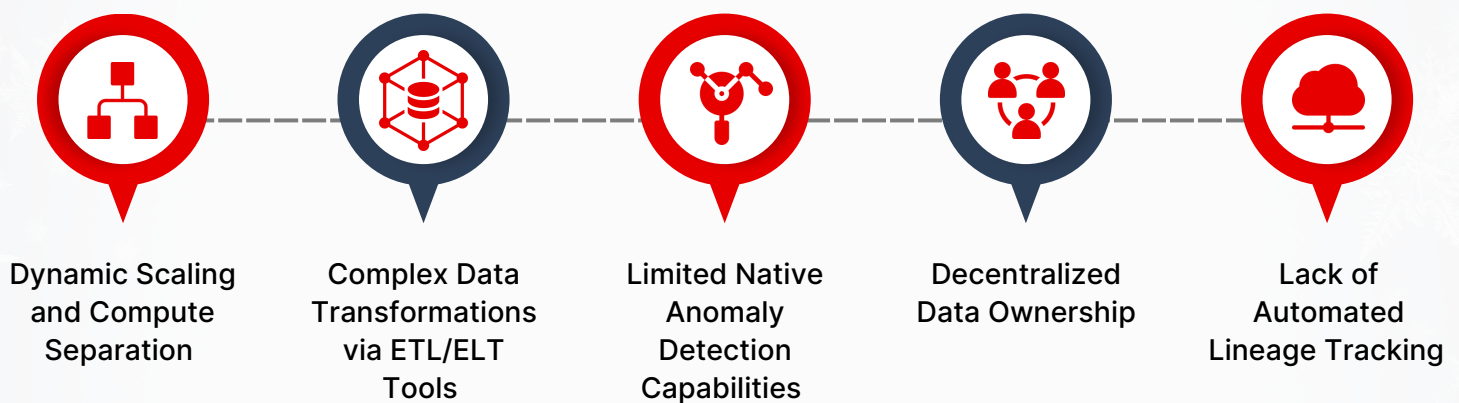 Dynamic Scaling
and Compute
Separation
Complex Data
Transformations
via ETL/ELT
Tools
Limited Native
Anomaly
Detection
Capabilities
Decentralized
Data Ownership
Lack of
Automated
Lineage Tracking